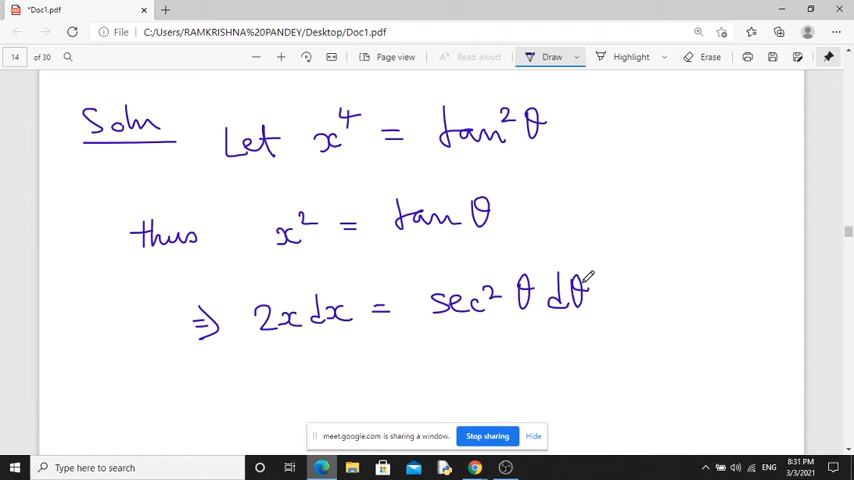 *Doc1.pdf
File C:/Users/RAMKRISHNA%20PANDEY/Desktop/Doc1.pdf
14 of 30 Page view Read aloud Draw Highlight Erase
Soln Let x⁴ = tan²θ
thus x² = tan θ
⇒ 2x dx = sec² θ dθ
meet.google.com is sharing a window. Stop sharing Hide
Type here to search
ENG
8:31 PM
3/3/2021